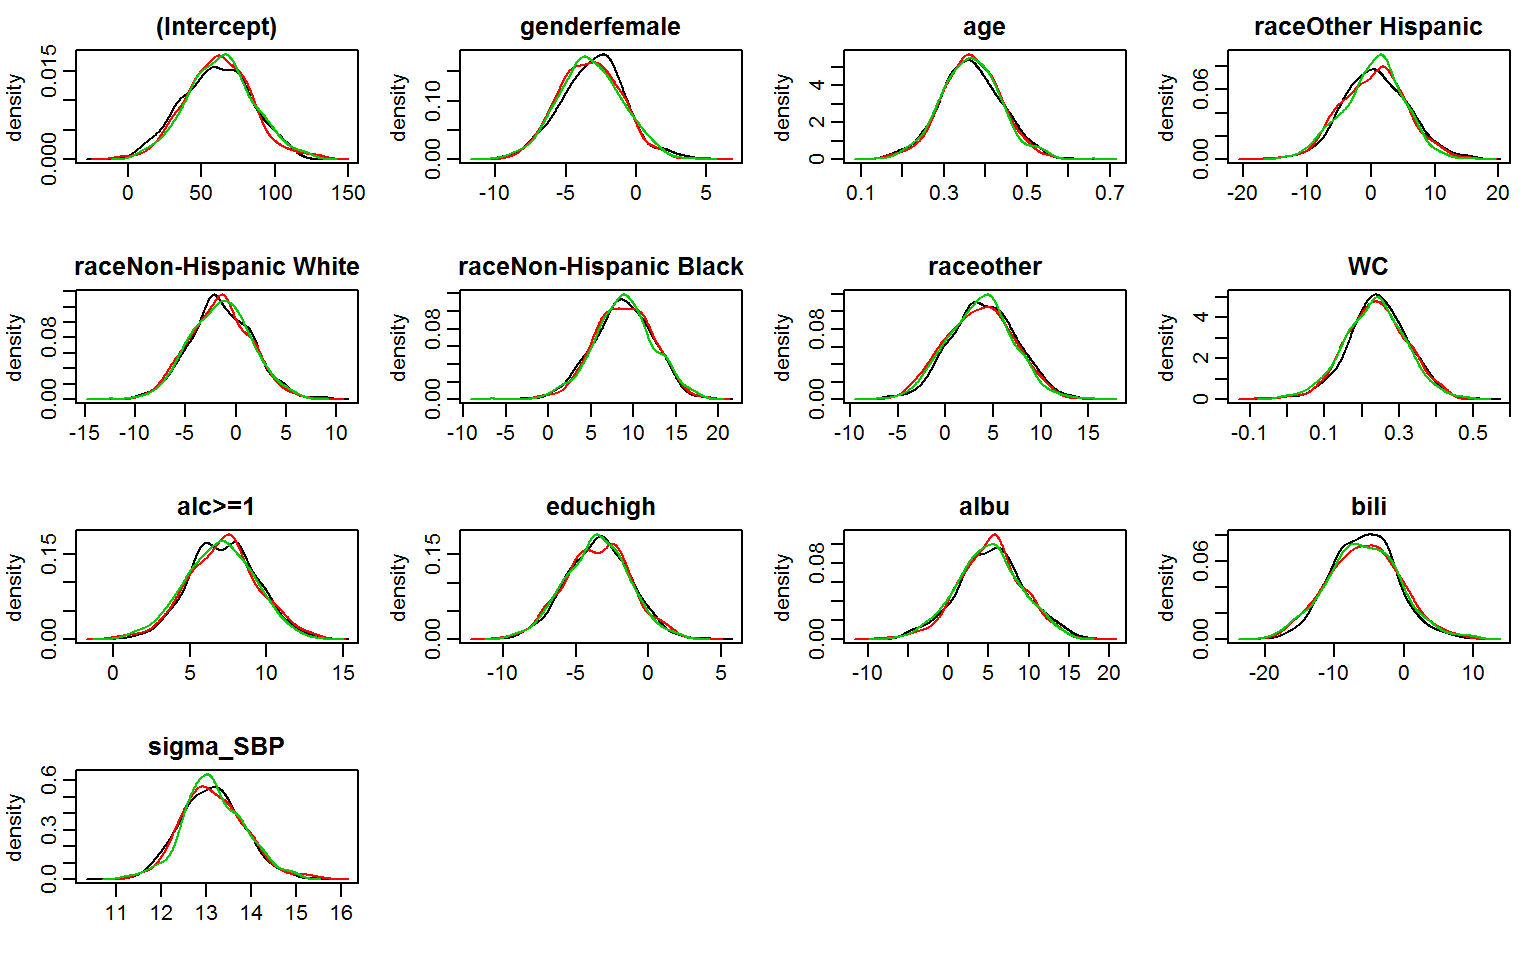 (Intercept) genderfemale age raceOther Hispanic
density 0.000 0.015 density 0.00 0.10 density 0 2 4 density 0.00 0.06
0 50 100 150 -10 -5 0 5 0.1 0.3 0.5 0.7 -20 -10 0 10 20
raceNon-Hispanic White raceNon-Hispanic Black raceother WC
density 0.00 0.08 density 0.00 0.08 density 0.00 0.08 density 0 2 4
-15 -10 -5 0 5 10 -10 -5 0 5 10 15 20 -10 -5 0 5 10 15 -0.1 0.1 0.3 0.5
alc>=1 educhigh albu bili
density 0.00 0.15 density 0.00 0.15 density 0.00 0.08 density 0.00 0.06
0 5 10 15 -10 -5 0 5 -10 0 5 10 15 20 -20 -10 0 10
sigma_SBP
density 0.0 0.3 0.6
11 12 13 14 15 16